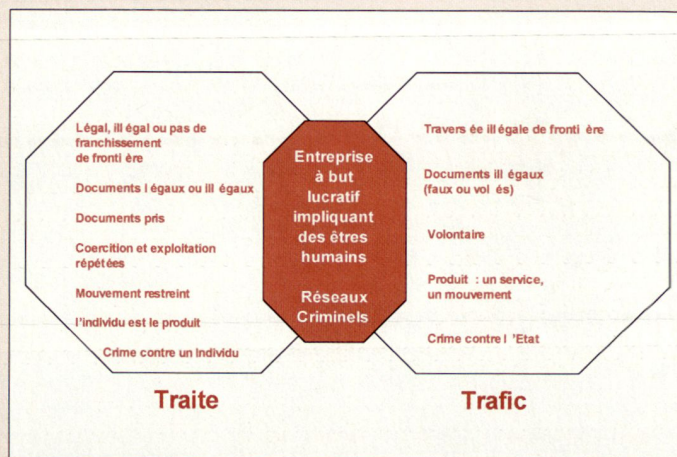 Légal, ill égal ou pas de
franchissement
de fronti ère
Documents l égaux ou ill égaux
Documents pris
Coercition et exploitation
répétées
Mouvement restreint
l'individu est le produit
Crime contre un Individu
Entreprise
à but
lucratif
impliquant
des êtres
humains
Réseaux
Criminels
Travers ée ill égale de fronti ère
Documents ill égaux
(faux ou vol és)
Volontaire
Produit : un service,
un mouvement
Crime contre l 'Etat
Traite
Trafic